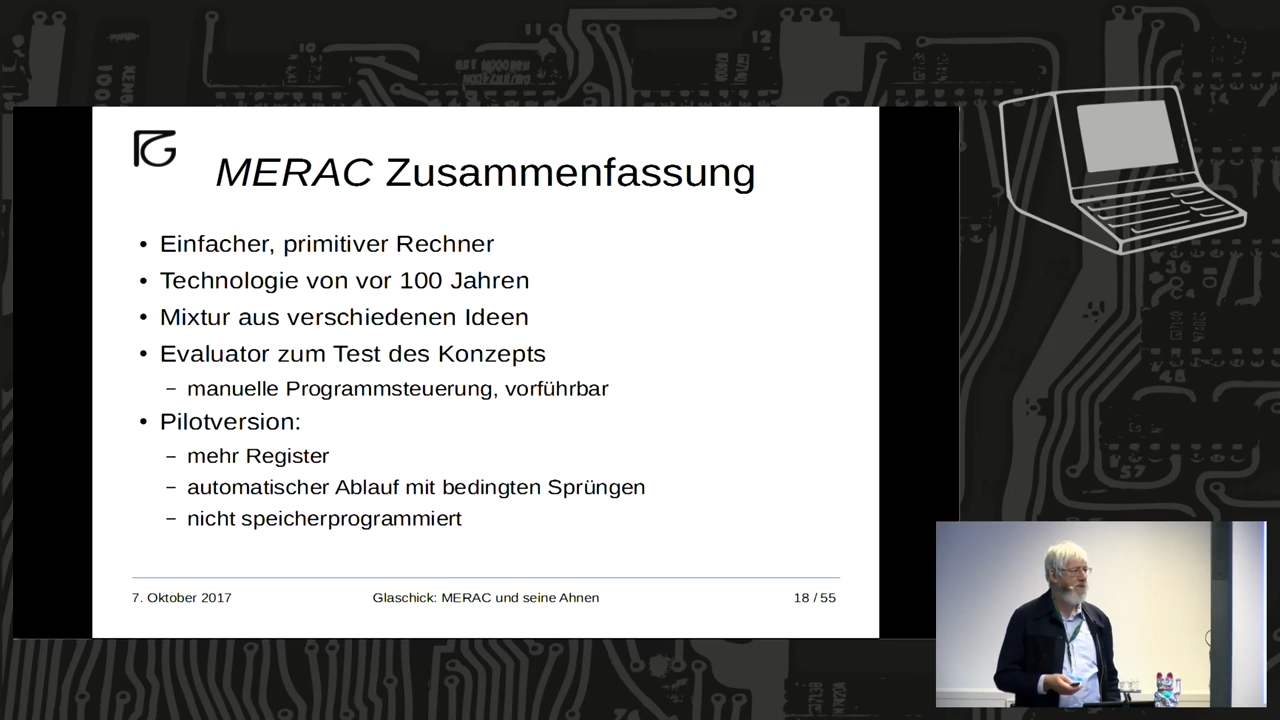 MERAC Zusammenfassung
• Einfacher, primitiver Rechner
• Technologie von vor 100 Jahren
• Mixtur aus verschiedenen Ideen
• Evaluator zum Test des Konzepts
– manuelle Programmsteuerung, vorführbar
• Pilotversion:
– mehr Register
– automatischer Ablauf mit bedingten Sprüngen
– nicht speicherprogrammiert
7. Oktober 2017 Glaschick: MERAC und seine Ahnen 18 / 55